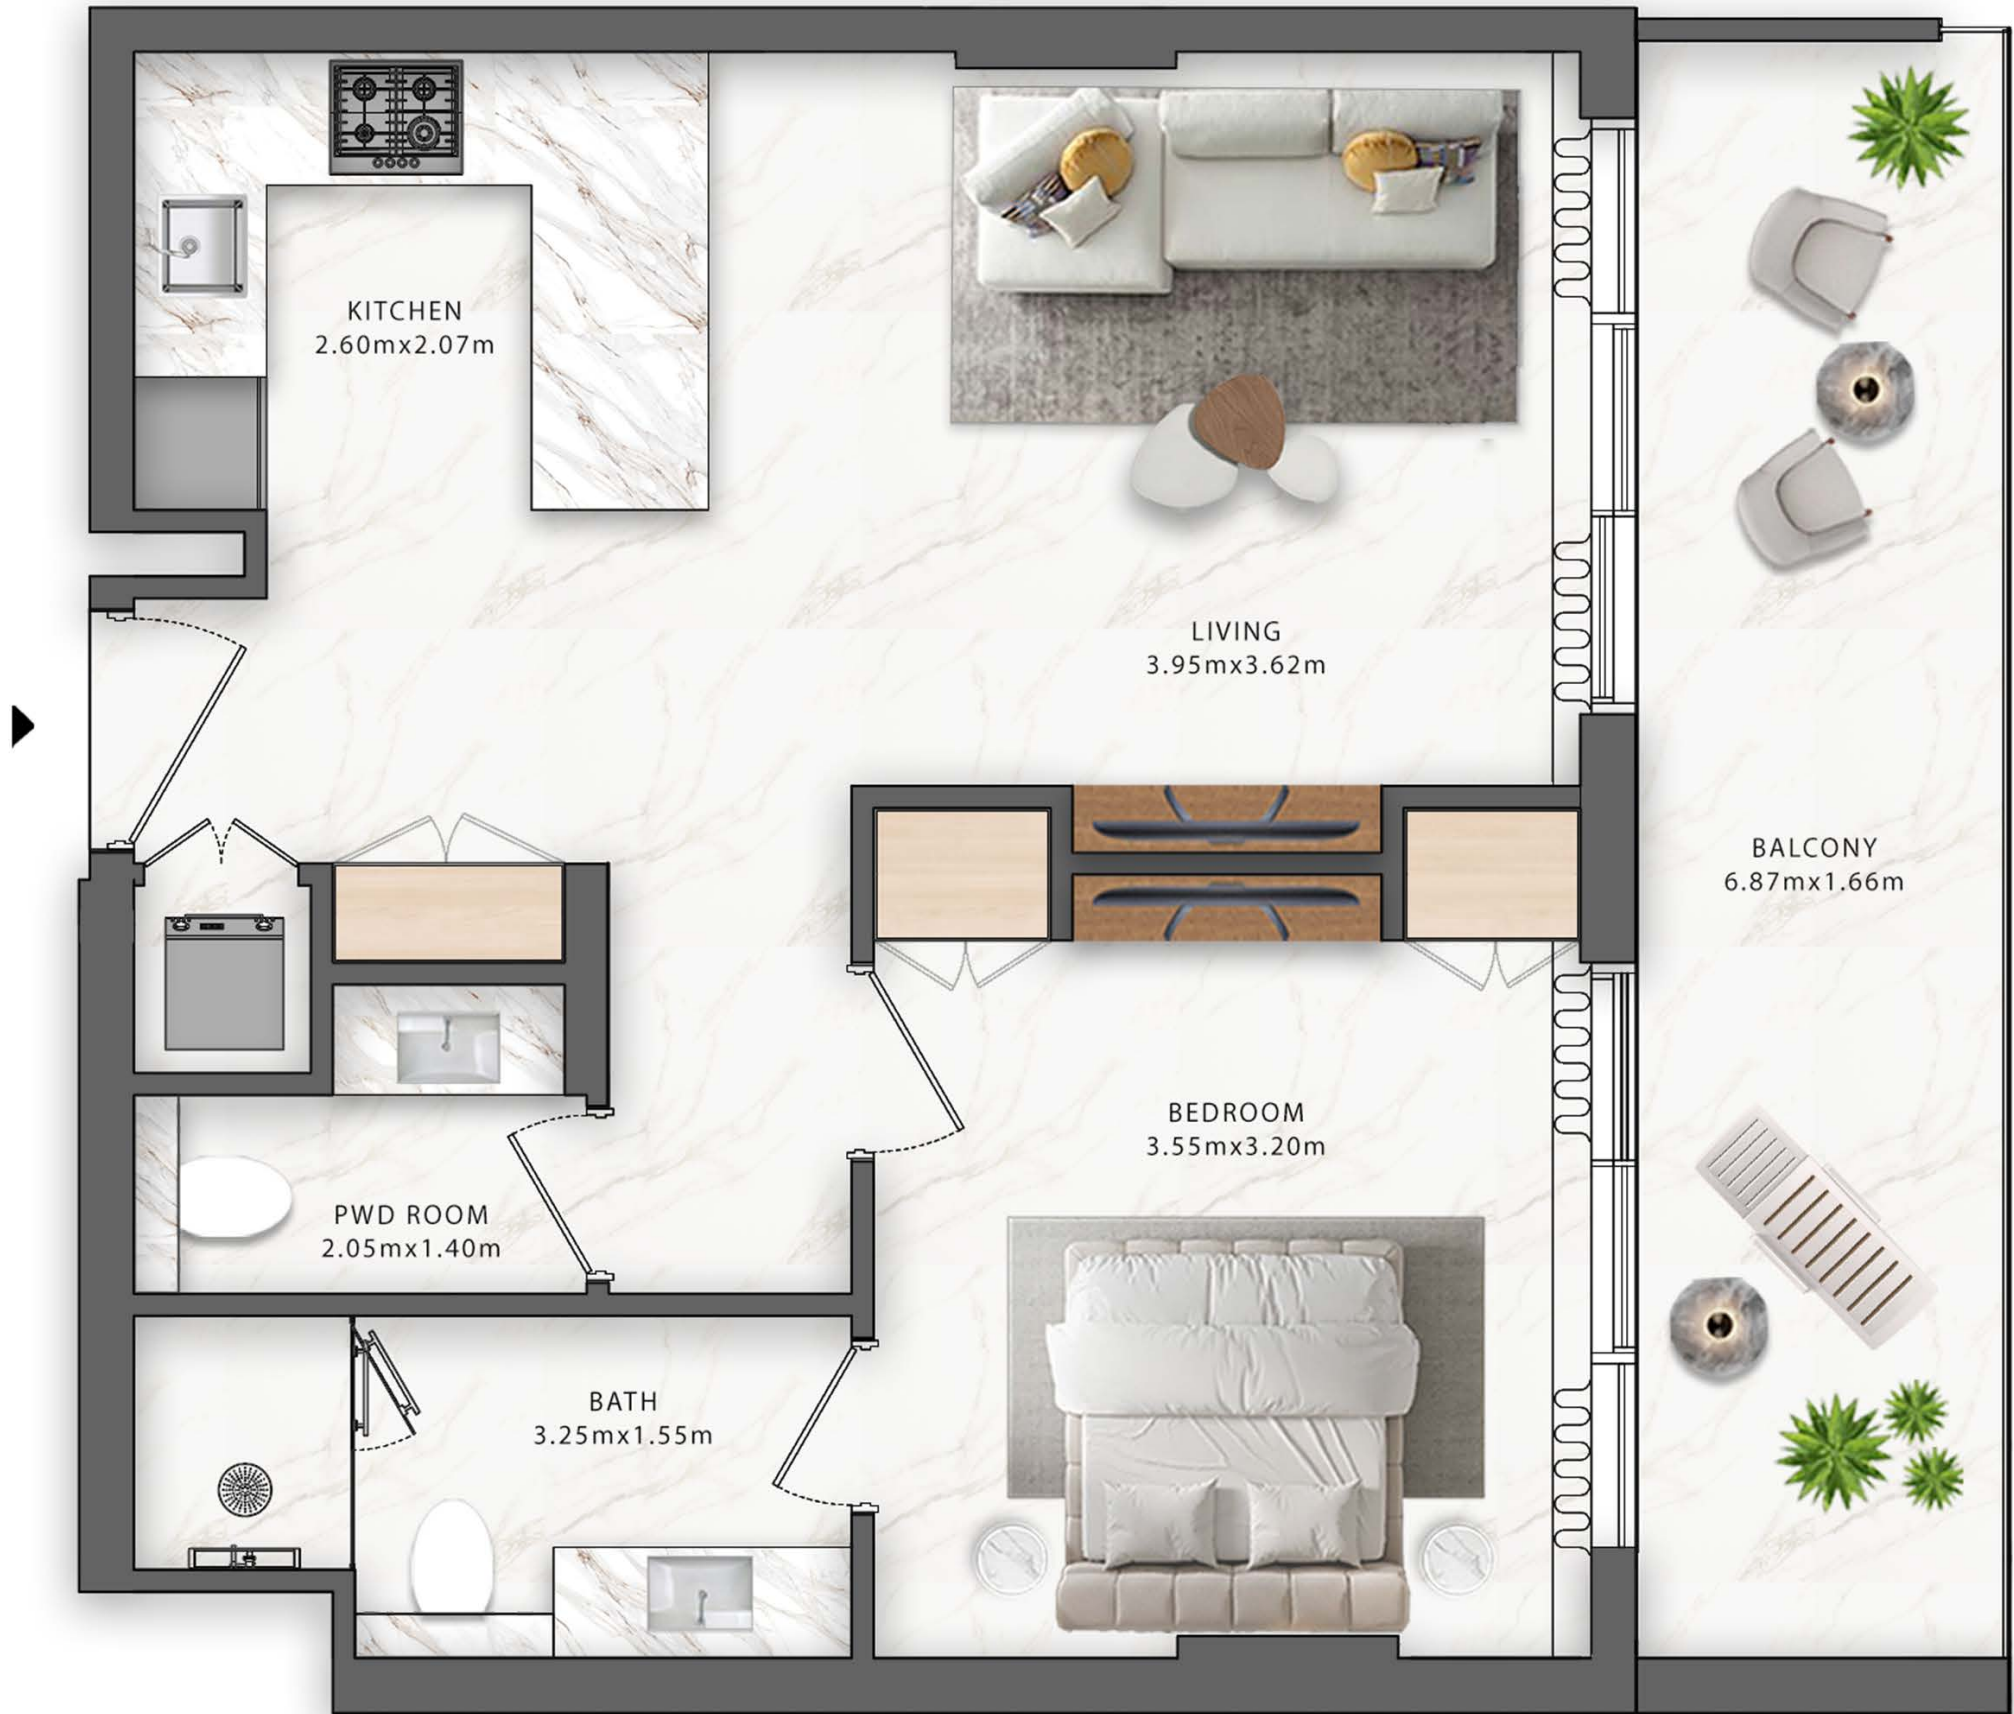 KITCHEN
2.60mx2.07m
LIVING
3.95mx3.62m
BALCONY
6.87mx1.66m
BEDROOM
3.55mx3.20m
PWD ROOM
2.05mx1.40m
BATH
3.25mx1.55m